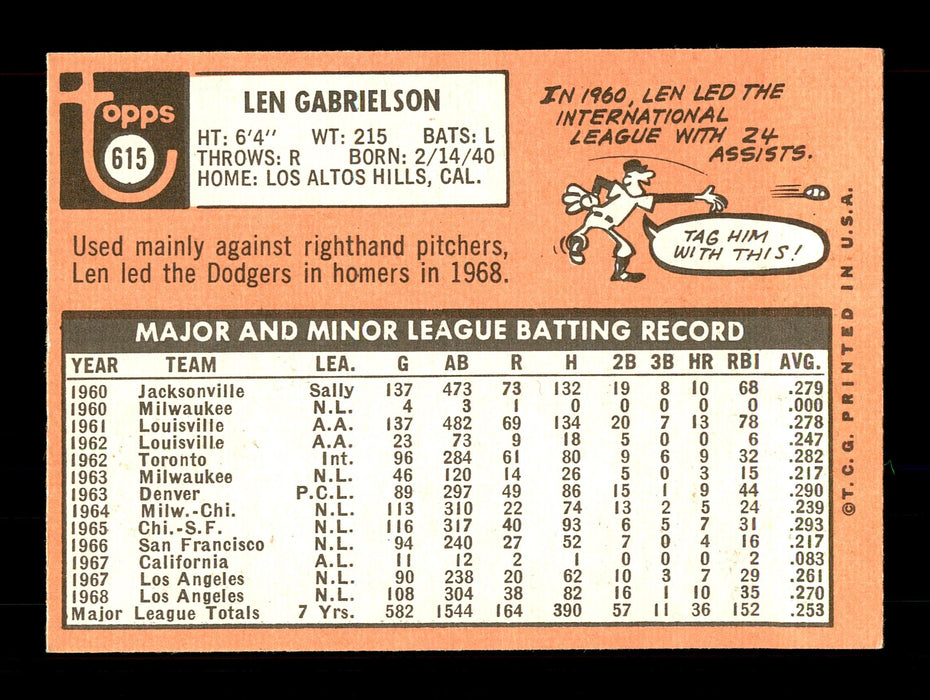 topps
615
LEN GABRIELSON
HT: 6'4" WT: 215 BATS: L
THROWS: R BORN: 2/14/40
HOME: LOS ALTOS HILLS, CAL.
IN 1960, LEN LED THE
INTERNATIONAL
LEAGUE WITH 24
ASSISTS.
TAG HIM
WITH THIS!
Used mainly against righthand pitchers,
Len led the Dodgers in homers in 1968.
MAJOR AND MINOR LEAGUE BATTING RECORD
YEAR TEAM LEA. G AB R H 2B 3B HR RBI AVG.
1960 Jacksonville Sally 137 473 73 132 19 8 10 68 .279
1960 Milwaukee N.L. 4 3 1 0 0 0 0 0 .000
1961 Louisville A.A. 137 482 69 134 20 7 13 78 .278
1962 Louisville A.A. 23 73 9 18 5 0 0 6 .247
1962 Toronto Int. 96 284 61 80 9 6 9 32 .282
1963 Milwaukee N.L. 46 120 14 26 5 0 3 15 .217
1963 Denver P.C.L. 89 297 49 86 15 1 9 44 .290
1964 Milw.-Chi. N.L. 113 310 22 74 13 2 5 24 .239
1965 Chi.-S.F. N.L. 116 317 40 93 6 5 7 31 .293
1966 San Francisco N.L. 94 240 27 52 7 0 4 16 .217
1967 California A.L. 11 12 2 1 0 0 0 2 .083
1967 Los Angeles N.L. 90 238 20 62 10 3 7 29 .261
1968 Los Angeles N.L. 108 304 38 82 16 1 10 35 .270
Major League Totals 7 Yrs. 582 1544 164 390 57 11 36 152 .253
©T.C.G. PRINTED IN U.S.A.